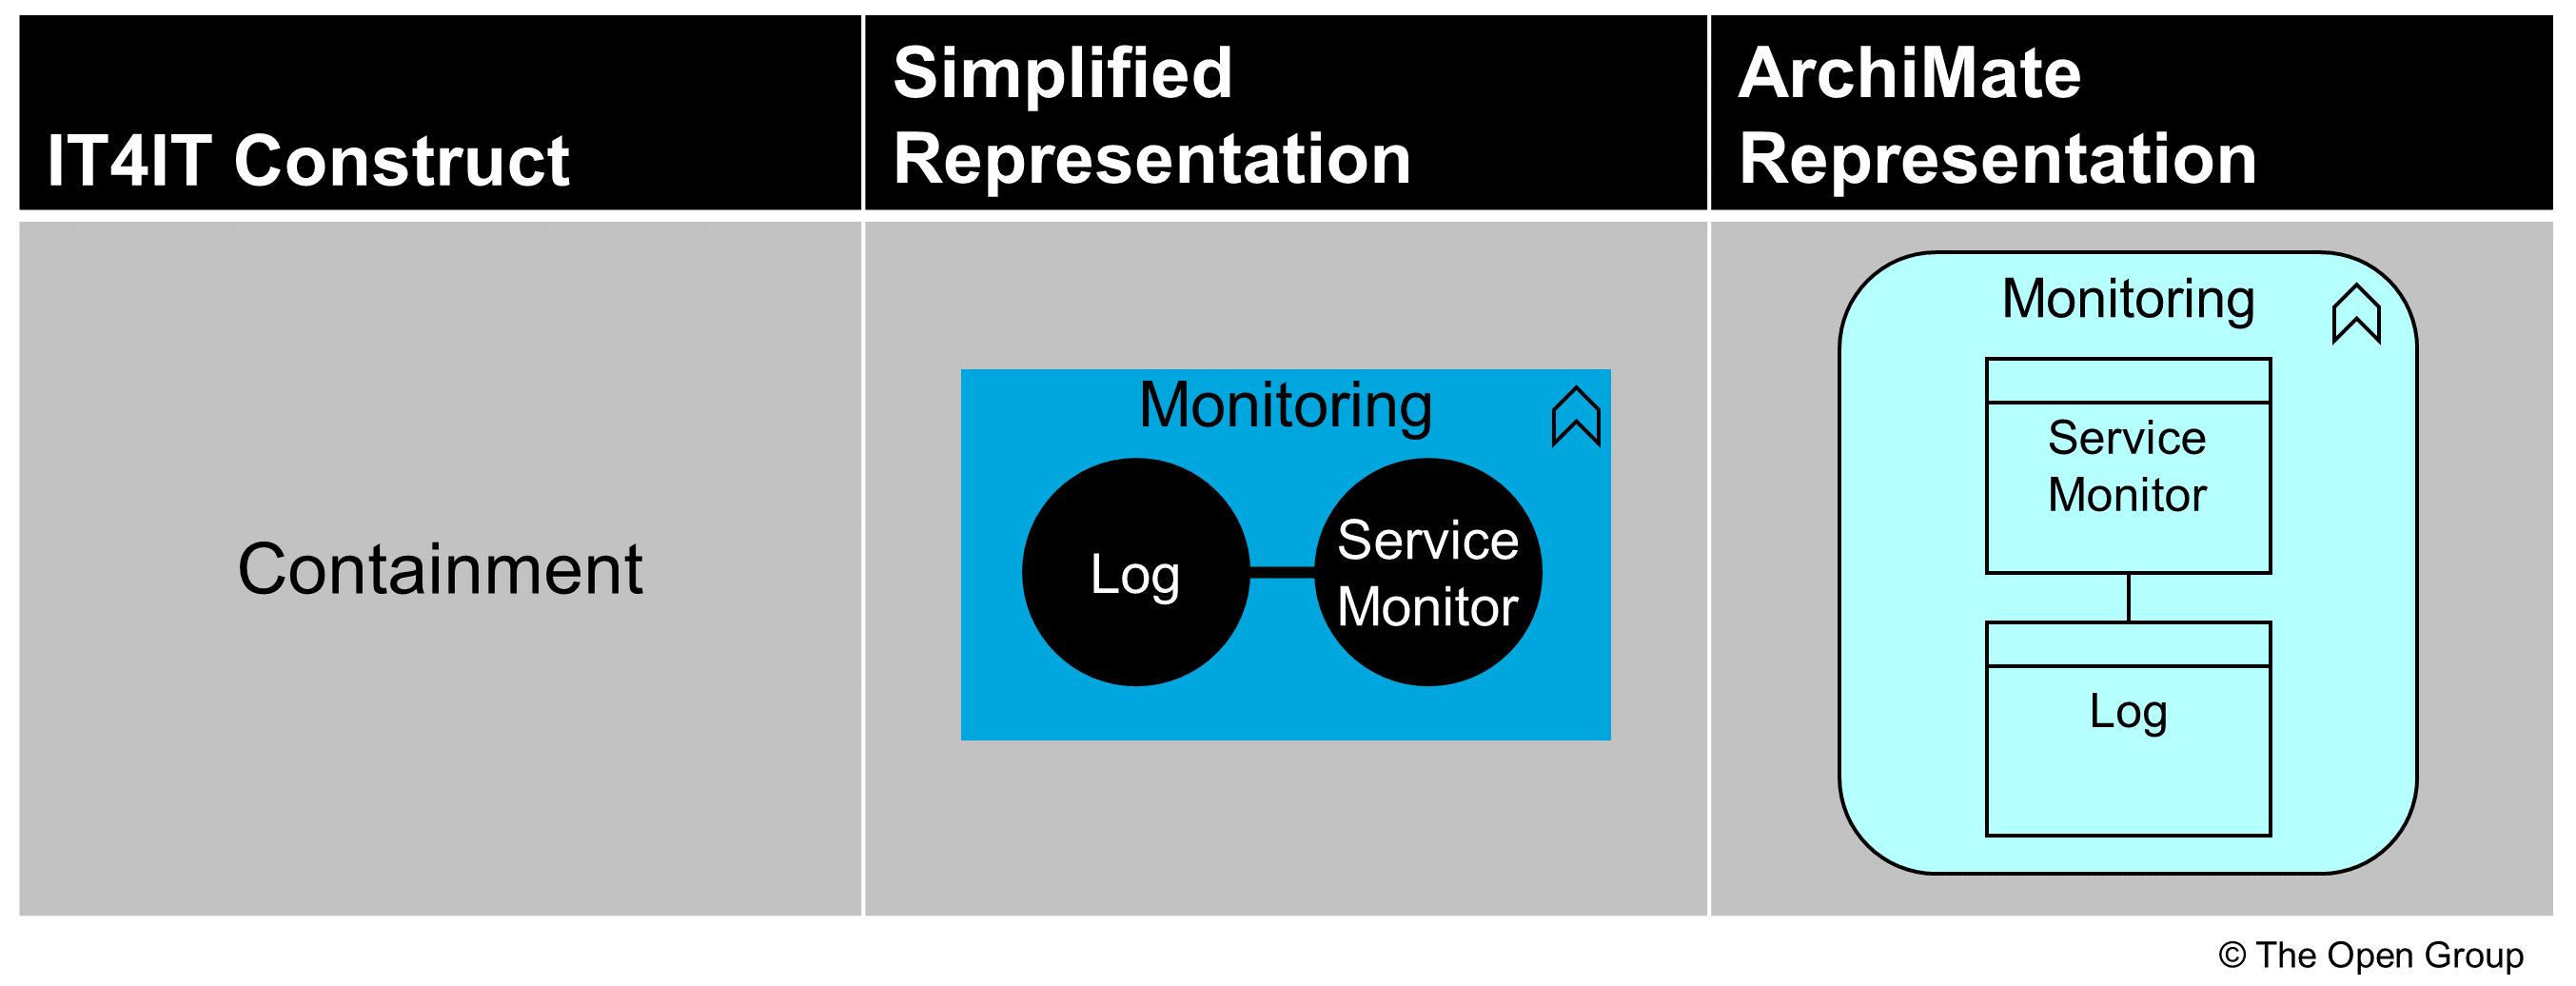 IT4IT Construct
Simplified
Representation
ArchiMate
Representation
Containment
Monitoring
Log
Service
Monitor
Monitoring
Service
Monitor
Log
© The Open Group